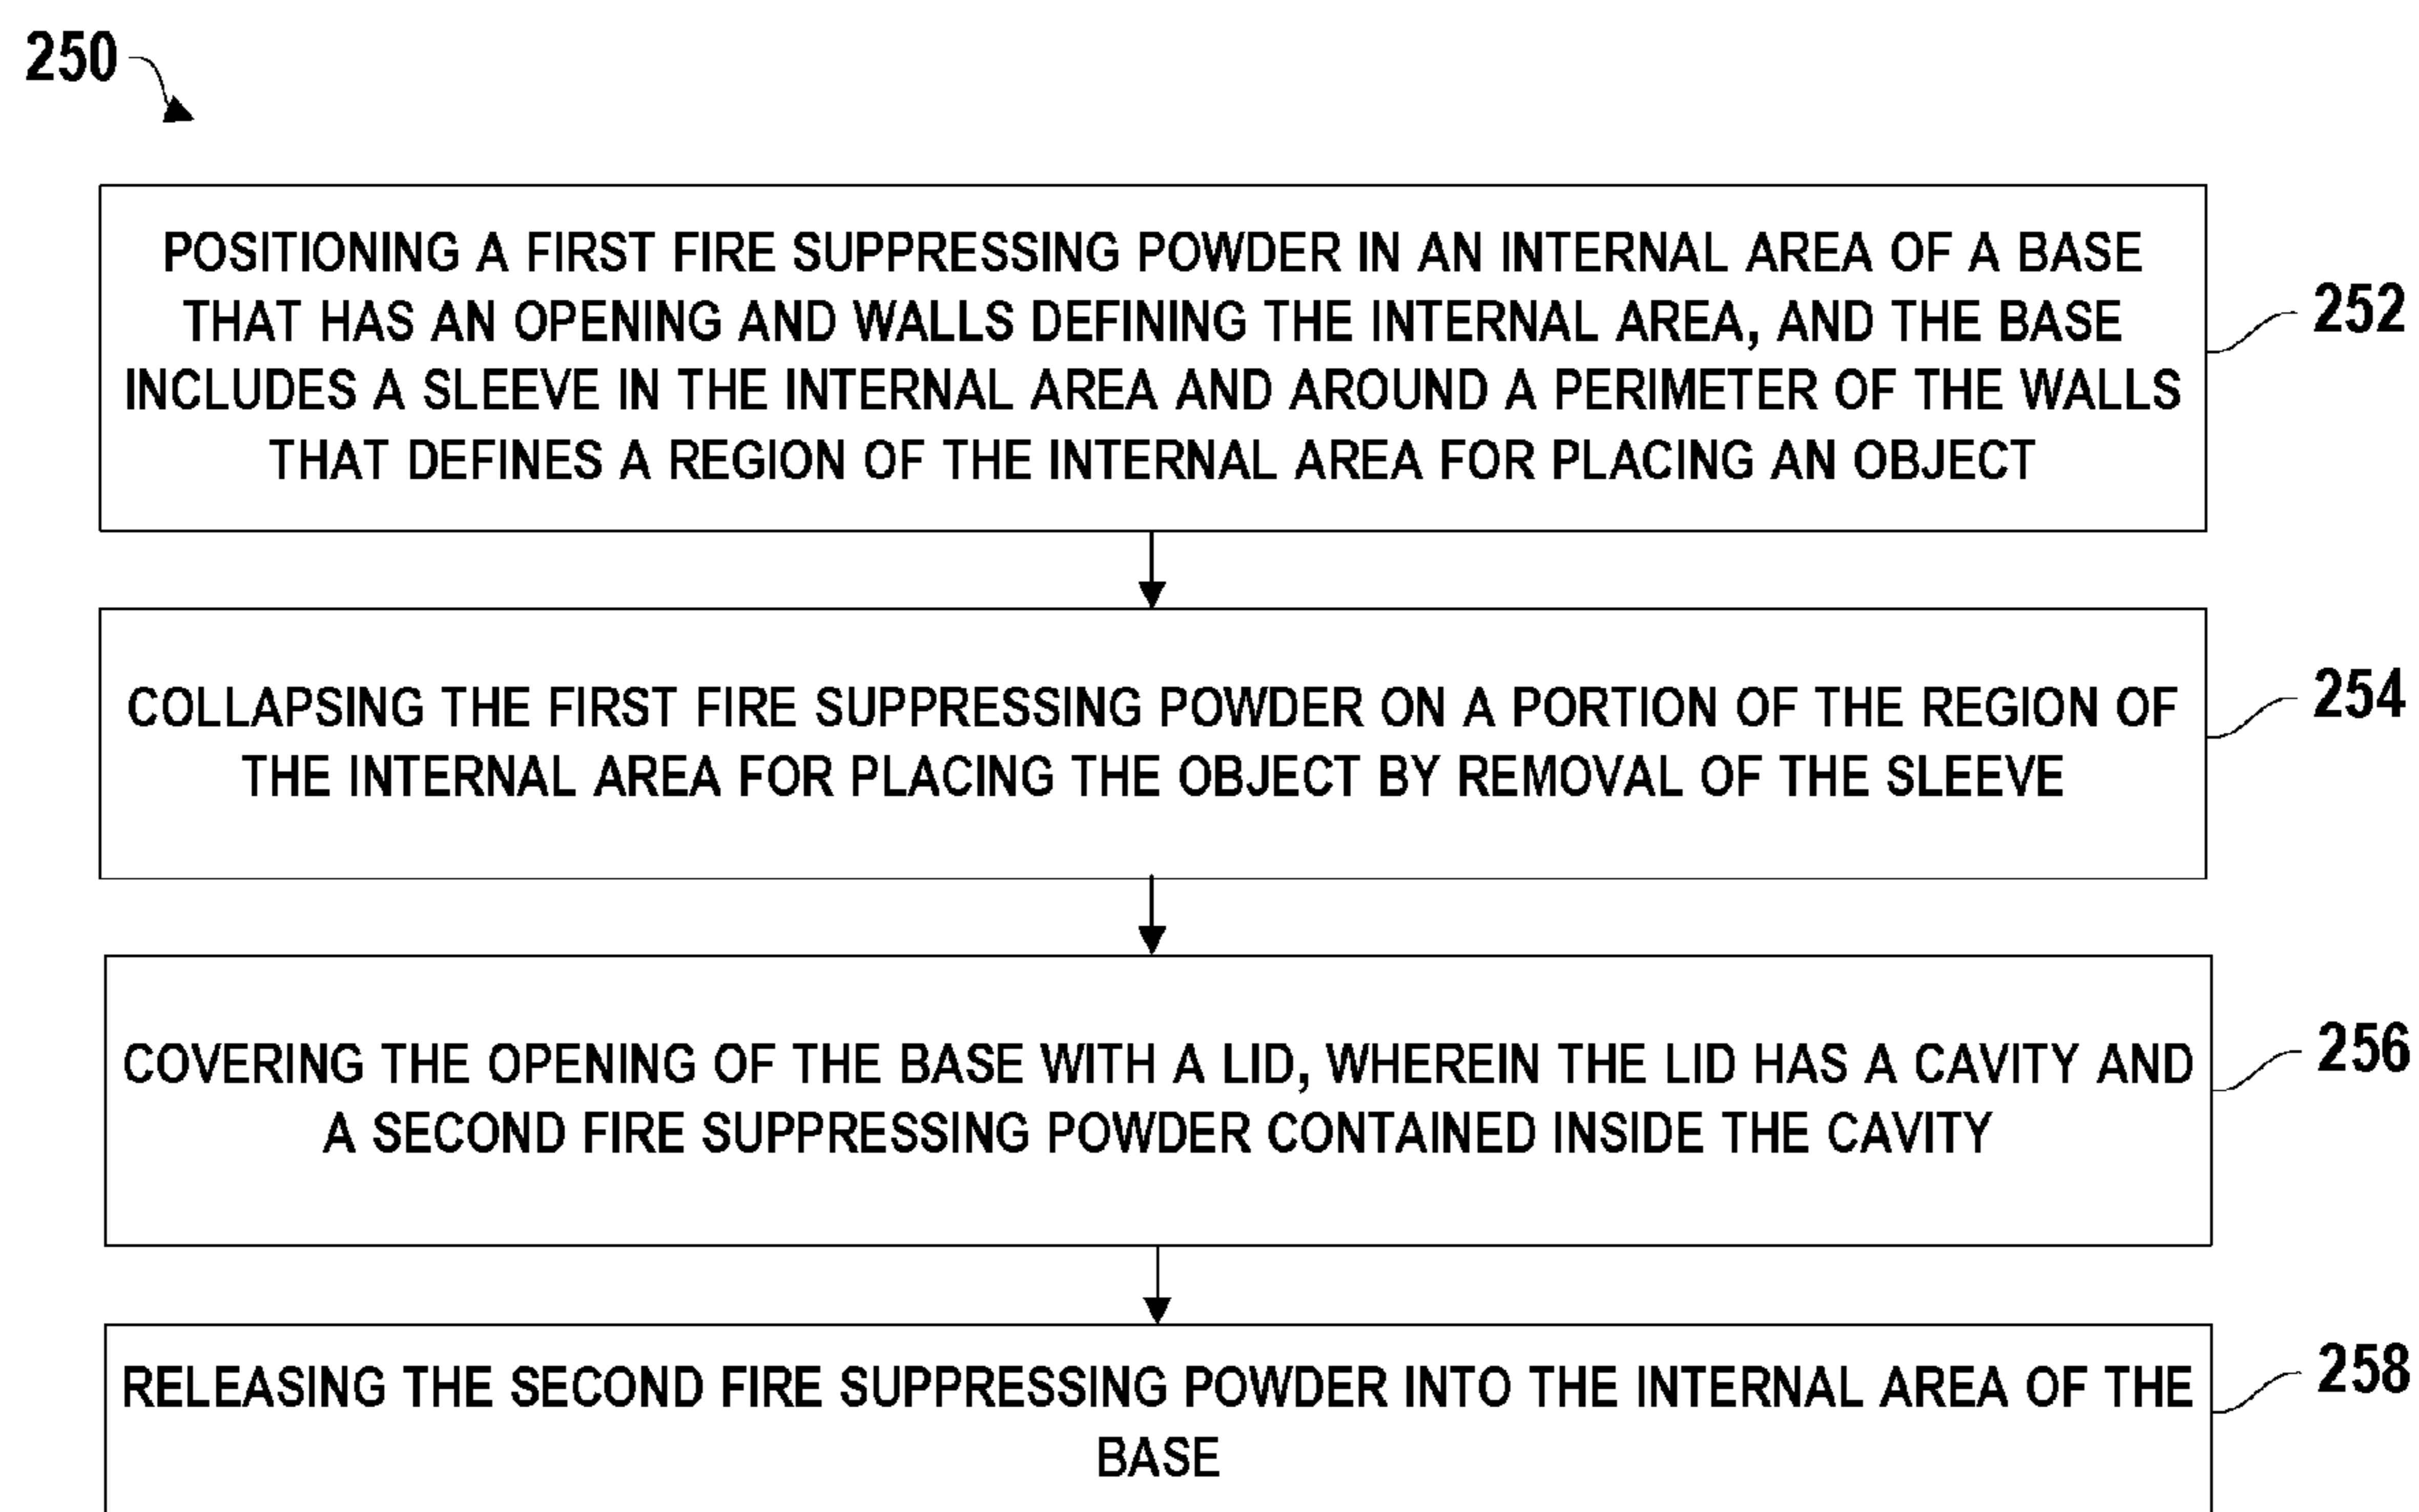 250
POSITIONING A FIRST FIRE SUPPRESSING POWDER IN AN INTERNAL AREA OF A BASE
THAT HAS AN OPENING AND WALLS DEFINING THE INTERNAL AREA, AND THE BASE
INCLUDES A SLEEVE IN THE INTERNAL AREA AND AROUND A PERIMETER OF THE WALLS
THAT DEFINES A REGION OF THE INTERNAL AREA FOR PLACING AN OBJECT
252
COLLAPSING THE FIRST FIRE SUPPRESSING POWDER ON A PORTION OF THE REGION OF
THE INTERNAL AREA FOR PLACING THE OBJECT BY REMOVAL OF THE SLEEVE
254
COVERING THE OPENING OF THE BASE WITH A LID, WHEREIN THE LID HAS A CAVITY AND
A SECOND FIRE SUPPRESSING POWDER CONTAINED INSIDE THE CAVITY
256
RELEASING THE SECOND FIRE SUPPRESSING POWDER INTO THE INTERNAL AREA OF THE
BASE
258